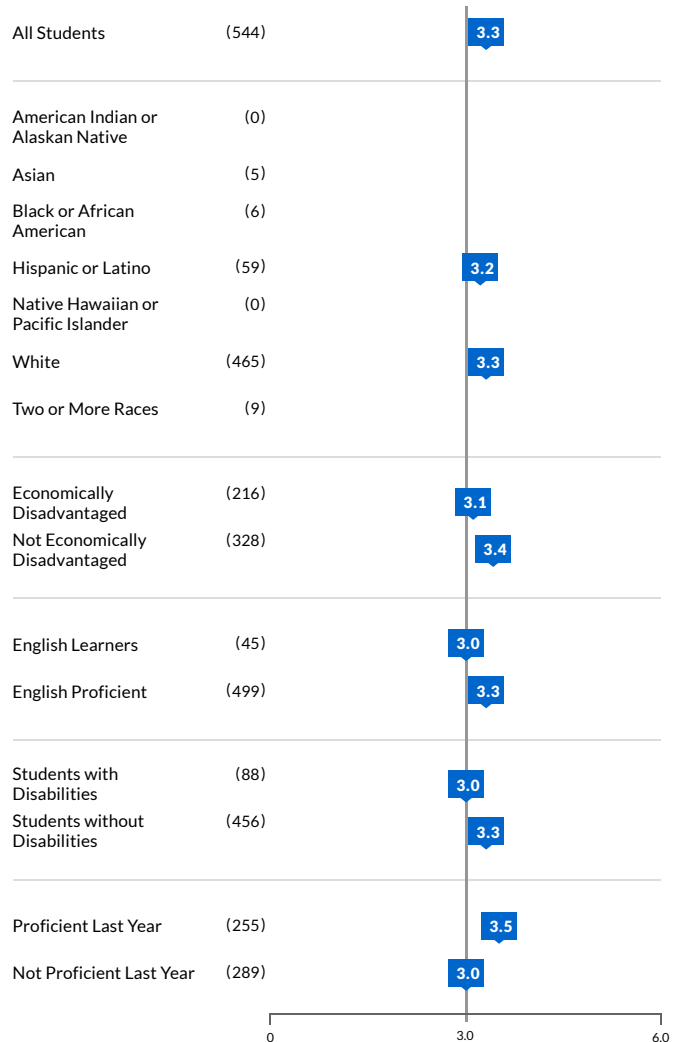 All Students (544) 3.3
American Indian or (0)
Alaskan Native
Asian (5)
Black or African (6)
American
Hispanic or Latino (59) 3.2
Native Hawaiian or (0)
Pacific Islander
White (465) 3.3
Two or More Races (9)
Economically (216) 3.1
Disadvantaged
Not Economically (328) 3.4
Disadvantaged
English Learners (45) 3.0
English Proficient (499) 3.3
Students with (88) 3.0
Disabilities
Students without (456) 3.3
Disabilities
Proficient Last Year (255) 3.5
Not Proficient Last Year (289) 3.0
0 3.0 6.0